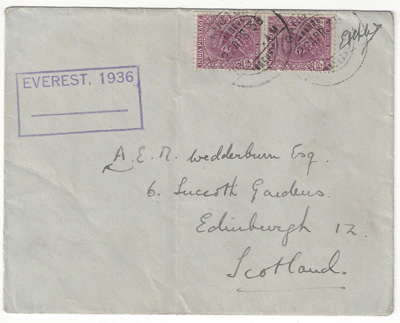 EVEREST, 1936
A. E. M. Wedderburn Esq.
6. Succoth Gardens.
Edinburgh 12.
Scotland.